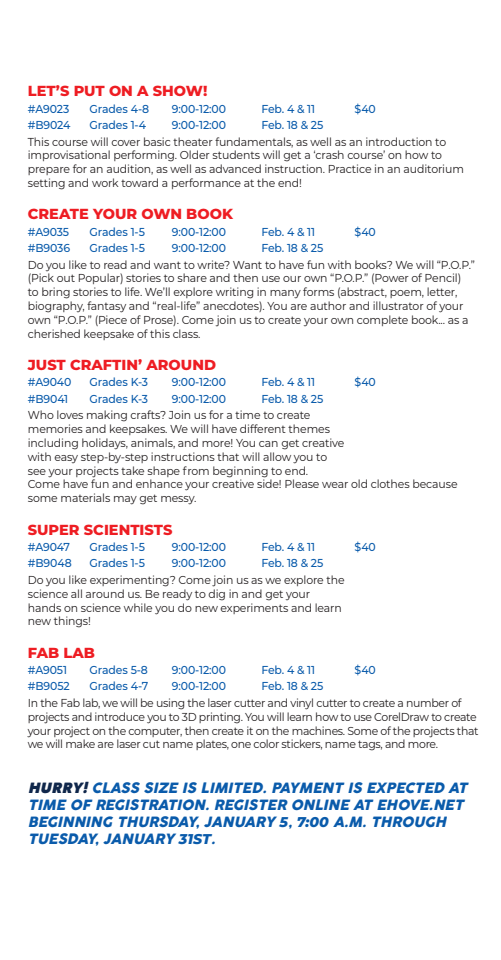 LET'S PUT ON A SHOW!
#A9023 Grades 4-8 9:00-12:00 Feb. 4 & 11 $40
#B9024 Grades 1-4 9:00-12:00 Feb. 18 & 25
This course will cover basic theater fundamentals, as well as an introduction to
improvisational performing. Older students will get a 'crash course' on how to
prepare for an audition, as well as advanced instruction. Practice in an auditorium
setting and work toward a performance at the end!
CREATE YOUR OWN BOOK
#A9035 Grades 1-5 9:00-12:00 Feb. 4 & 11 $40
#B9036 Grades 1-5 9:00-12:00 Feb. 18 & 25
Do you like to read and want to write? Want to have fun with books? We will “P.O.P.”
(Pick out Popular) stories to share and then use our own “P.O.P.” (Power of Pencil)
to bring stories to life. We'll explore writing in many forms (abstract, poem, letter,
biography, fantasy and “real-life” anecdotes). You are author and illustrator of your
own “P.O.P.” (Piece of Prose). Come join us to create your own complete book... as a
cherished keepsake of this class.
JUST CRAFTIN' AROUND
#A9040 Grades K-3 9:00-12:00 Feb. 4 & 11 $40
#B9041 Grades K-3 9:00-12:00 Feb. 18 & 25
Who loves making crafts? Join us for a time to create
memories and keepsakes. We will have different themes
including holidays, animals, and more! You can get creative
with easy step-by-step instructions that will allow you to
see your projects take shape from beginning to end.
Come have fun and enhance your creative side! Please wear old clothes because
some materials may get messy.
SUPER SCIENTISTS
#A9047 Grades 1-5 9:00-12:00 Feb. 4 & 11 $40
#B9048 Grades 1-5 9:00-12:00 Feb. 18 & 25
Do you like experimenting? Come join us as we explore the
science all around us. Be ready to dig in and get your
hands on science while you do new experiments and learn
new things!
FAB LAB
#A9051 Grades 5-8 9:00-12:00 Feb. 4 & 11 $40
#B9052 Grades 4-7 9:00-12:00 Feb. 18 & 25
In the Fab lab, we will be using the laser cutter and vinyl cutter to create a number of
projects and introduce you to 3D printing. You will learn how to use CorelDraw to create
your project on the computer, then create it on the machines. Some of the projects that
we will make are laser cut name plates, one color stickers, name tags, and more.
HURRY! CLASS SIZE IS LIMITED. PAYMENT IS EXPECTED AT
TIME OF REGISTRATION. REGISTER ONLINE AT EHOVE.NET
BEGINNING THURSDAY, JANUARY 5, 7:00 A.M. THROUGH
TUESDAY, JANUARY 31ST.